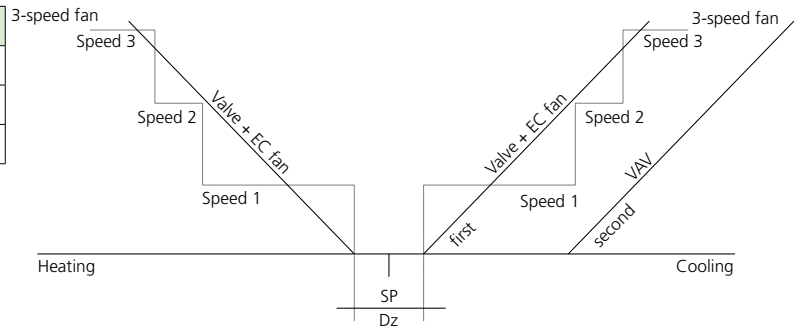 3-speed fan
3-speed fan
Speed 3
Speed 3
Valve + EC fan
Valve + EC fan
Speed 2
Speed 2
VAV
Speed 1
Speed 1
first
second
Heating
Cooling
SP
Dz